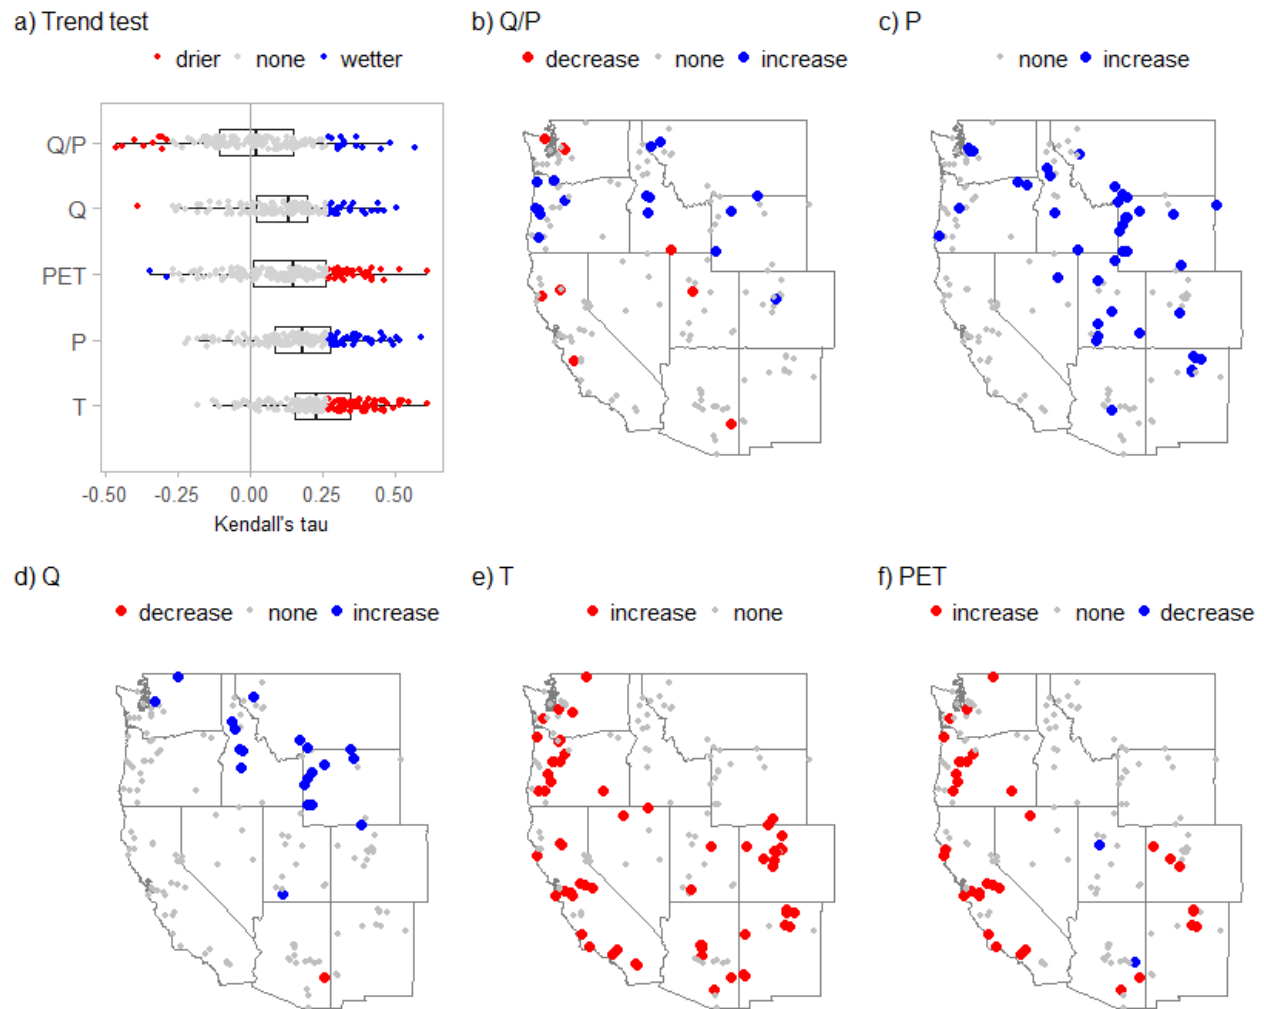 a) Trend test
drier none wetter
Q/P
Q
PET
P
T
-0.50 -0.25 0.00 0.25 0.50
Kendall's tau
b) Q/P
decrease none increase
c) P
none increase
d) Q
decrease none increase
e) T
increase none
f) PET
increase none decrease